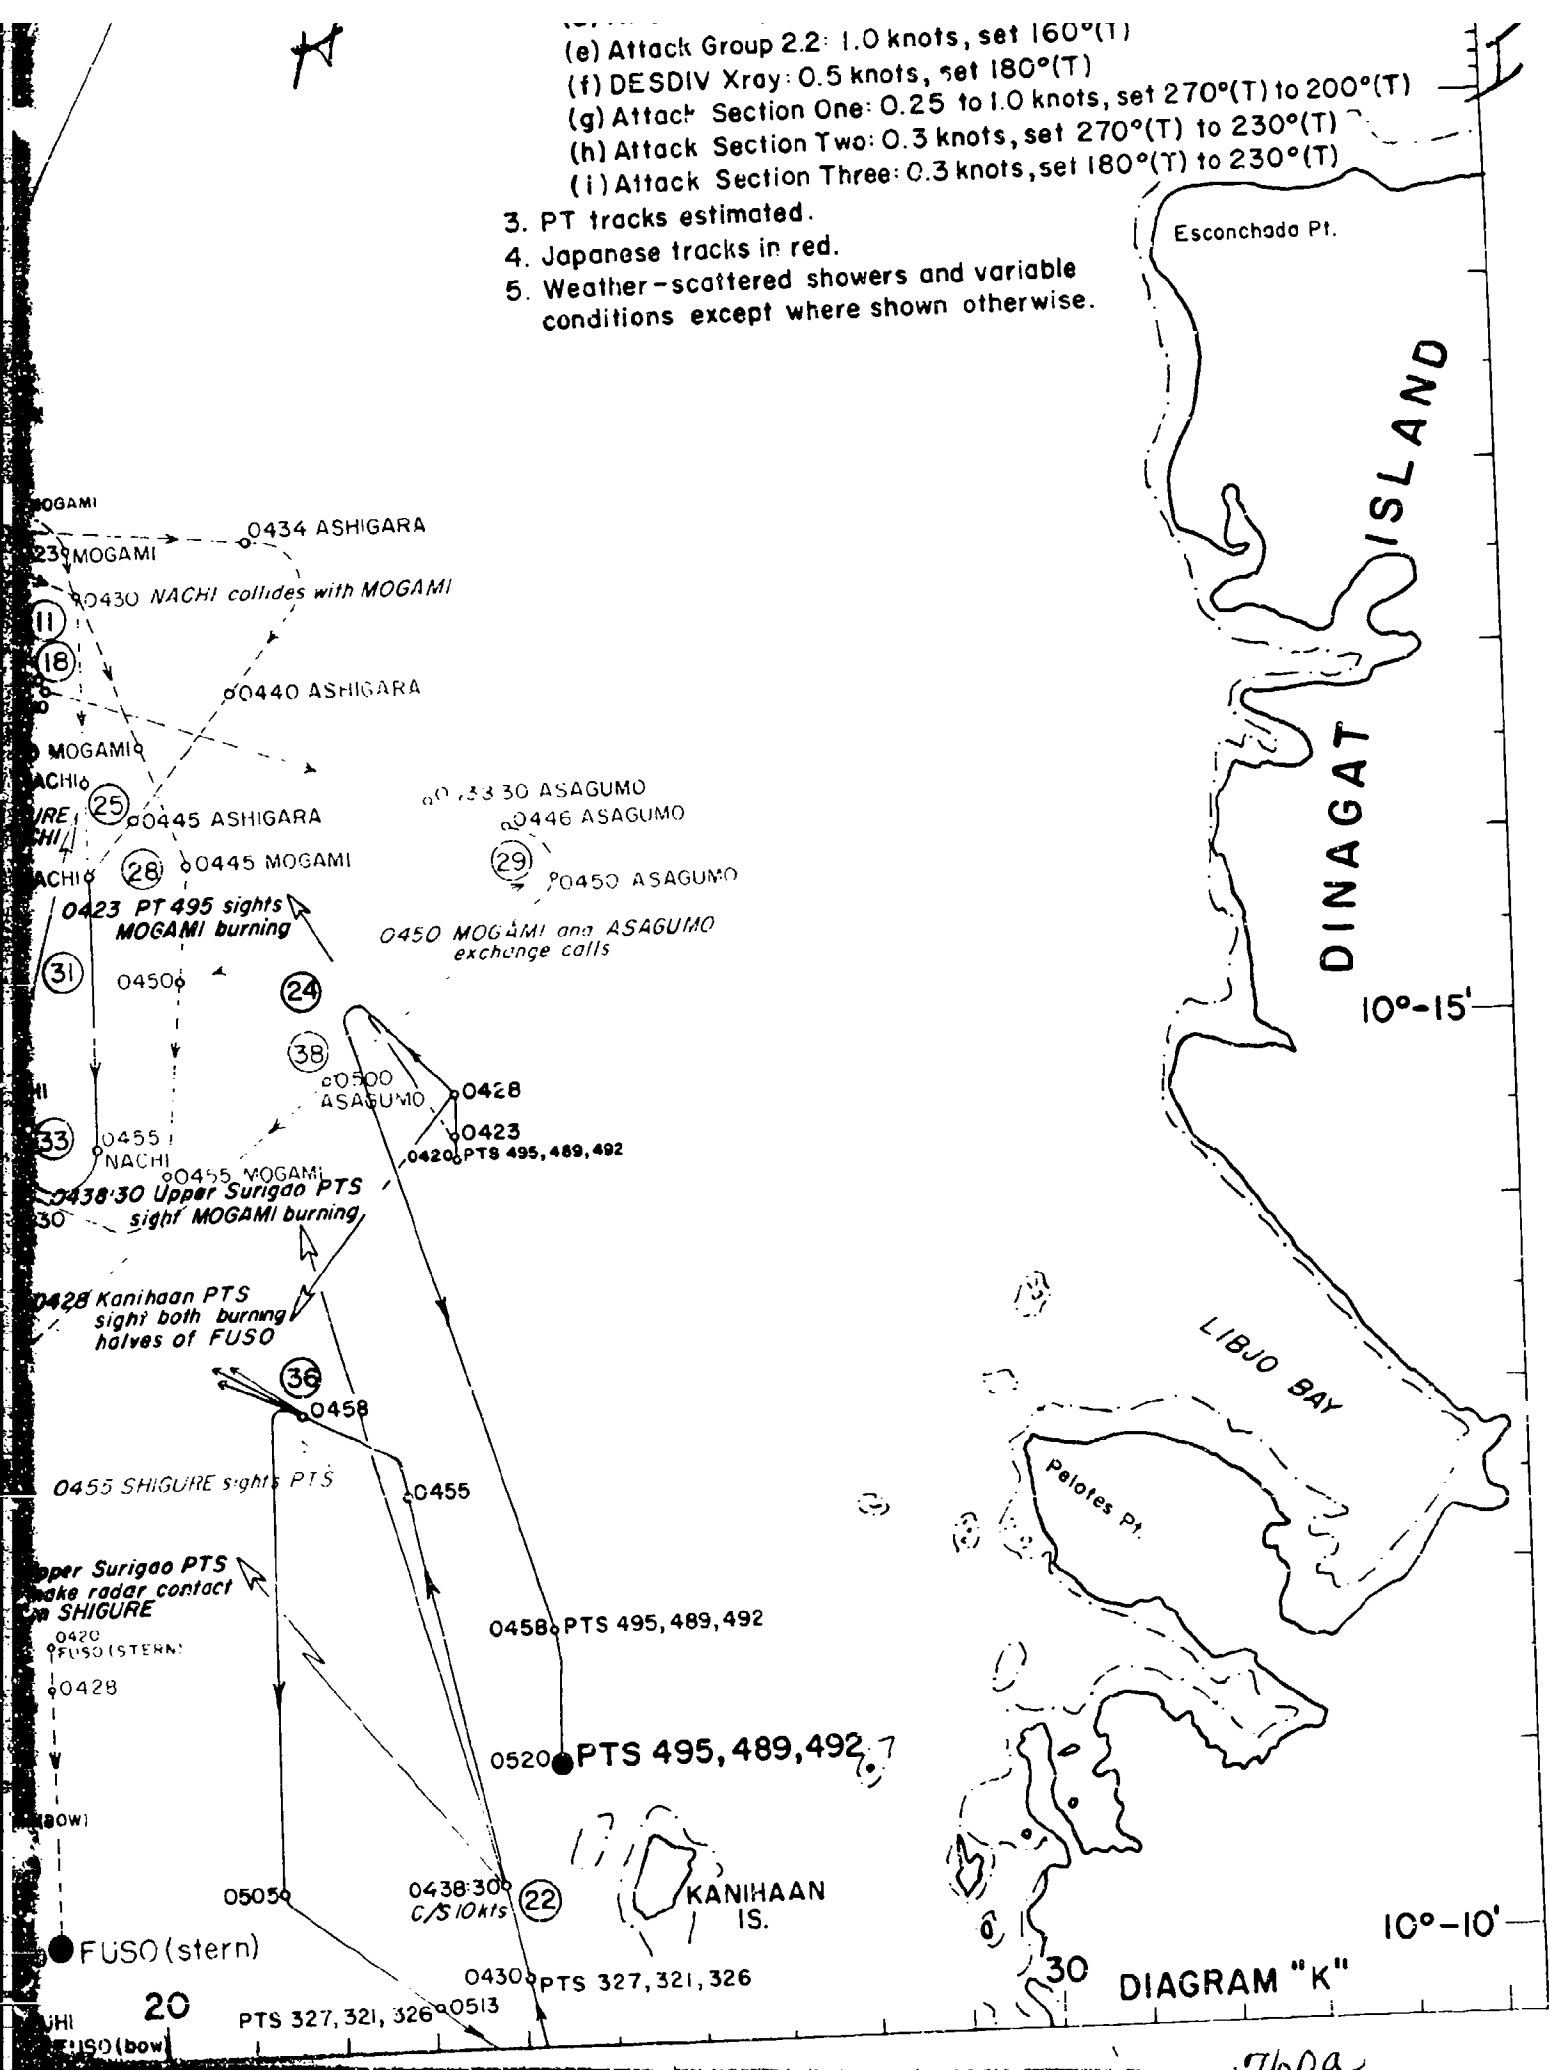 (e) Attack Group 2.2: 1.0 knots, set 160°(T)
(f) DESDIV Xray: 0.5 knots, set 180°(T)
(g) Attack Section One: 0.25 to 1.0 knots, set 270°(T) to 200°(T)
(h) Attack Section Two: 0.3 knots, set 270°(T) to 230°(T)
(i) Attack Section Three: 0.3 knots, set 180°(T) to 230°(T)
3. PT tracks estimated.
4. Japanese tracks in red.
5. Weather-scattered showers and variable
conditions except where shown otherwise.
Esconchada Pt.
DINAGAT ISLAND
MOGAMI
0434 ASHIGARA
MOGAMI
0430 NACHI collides with MOGAMI
11
18
0440 ASHIGARA
MOGAMI
25
30 ASAGUMO
0445 ASHIGARA
0446 ASAGUMO
28
0445 MOGAMI
29
0450 ASAGUMO
0423 PT 495 sights
MOGAMI burning
0450 MOGAMI and ASAGUMO
exchange calls
31
0450
24
10°-15'
38
0500
ASAGUMO
0428
33
0455
NACHI
0423
0420 PTS 495, 489, 492
0455 MOGAMI
0438:30 Upper Surigao PTS
sight MOGAMI burning
0428 Kanihaan PTS
sight both burning
halves of FUSO
LIBJO BAY
36
0458
0455 SHIGURE sights PTS
0455
Pelotes Pt.
Upper Surigao PTS
make radar contact
on SHIGURE
0420
FUSO (STERN)
0428
0458 PTS 495, 489, 492
0520 PTS 495, 489, 492
(BOW)
0505
0438:30
C/S 10 kts
22
KANIHAAN
IS.
10°-10'
FUSO (stern)
0430 PTS 327, 321, 326
30
DIAGRAM "K"
20
PTS 327, 321, 326 0513
FUSO (bow)